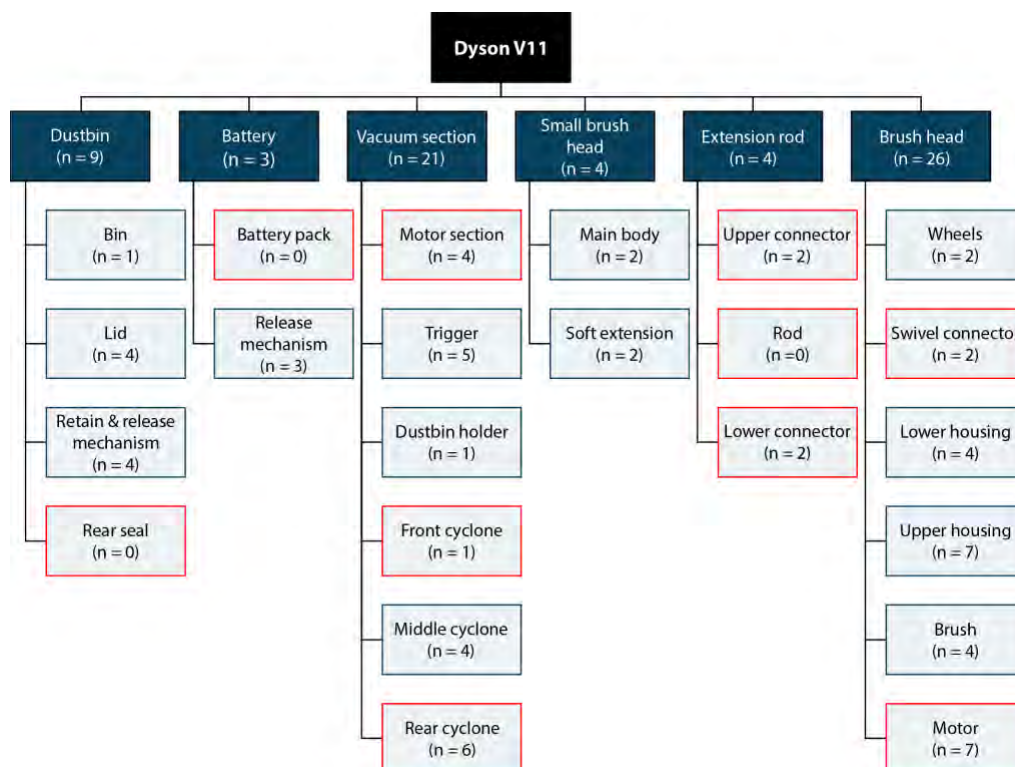 Dyson V11
Dustbin
(n = 9)
Battery
(n = 3)
Vacuum section
(n = 21)
Small brush
head
(n = 4)
Extension rod
(n = 4)
Brush head
(n = 26)
Bin
(n = 1)
Lid
(n = 4)
Retain & release
mechanism
(n = 4)
Rear seal
(n = 0)
Battery pack
(n = 0)
Release
mechanism
(n = 3)
Motor section
(n = 4)
Trigger
(n = 5)
Dustbin holder
(n = 1)
Front cyclone
(n = 1)
Middle cyclone
(n = 4)
Rear cyclone
(n = 6)
Main body
(n = 2)
Soft extension
(n = 2)
Upper connector
(n = 2)
Rod
(n =0)
Lower connector
(n = 2)
Wheels
(n = 2)
Swivel connector
(n = 2)
Lower housing
(n = 4)
Upper housing
(n = 7)
Brush
(n = 4)
Motor
(n = 7)